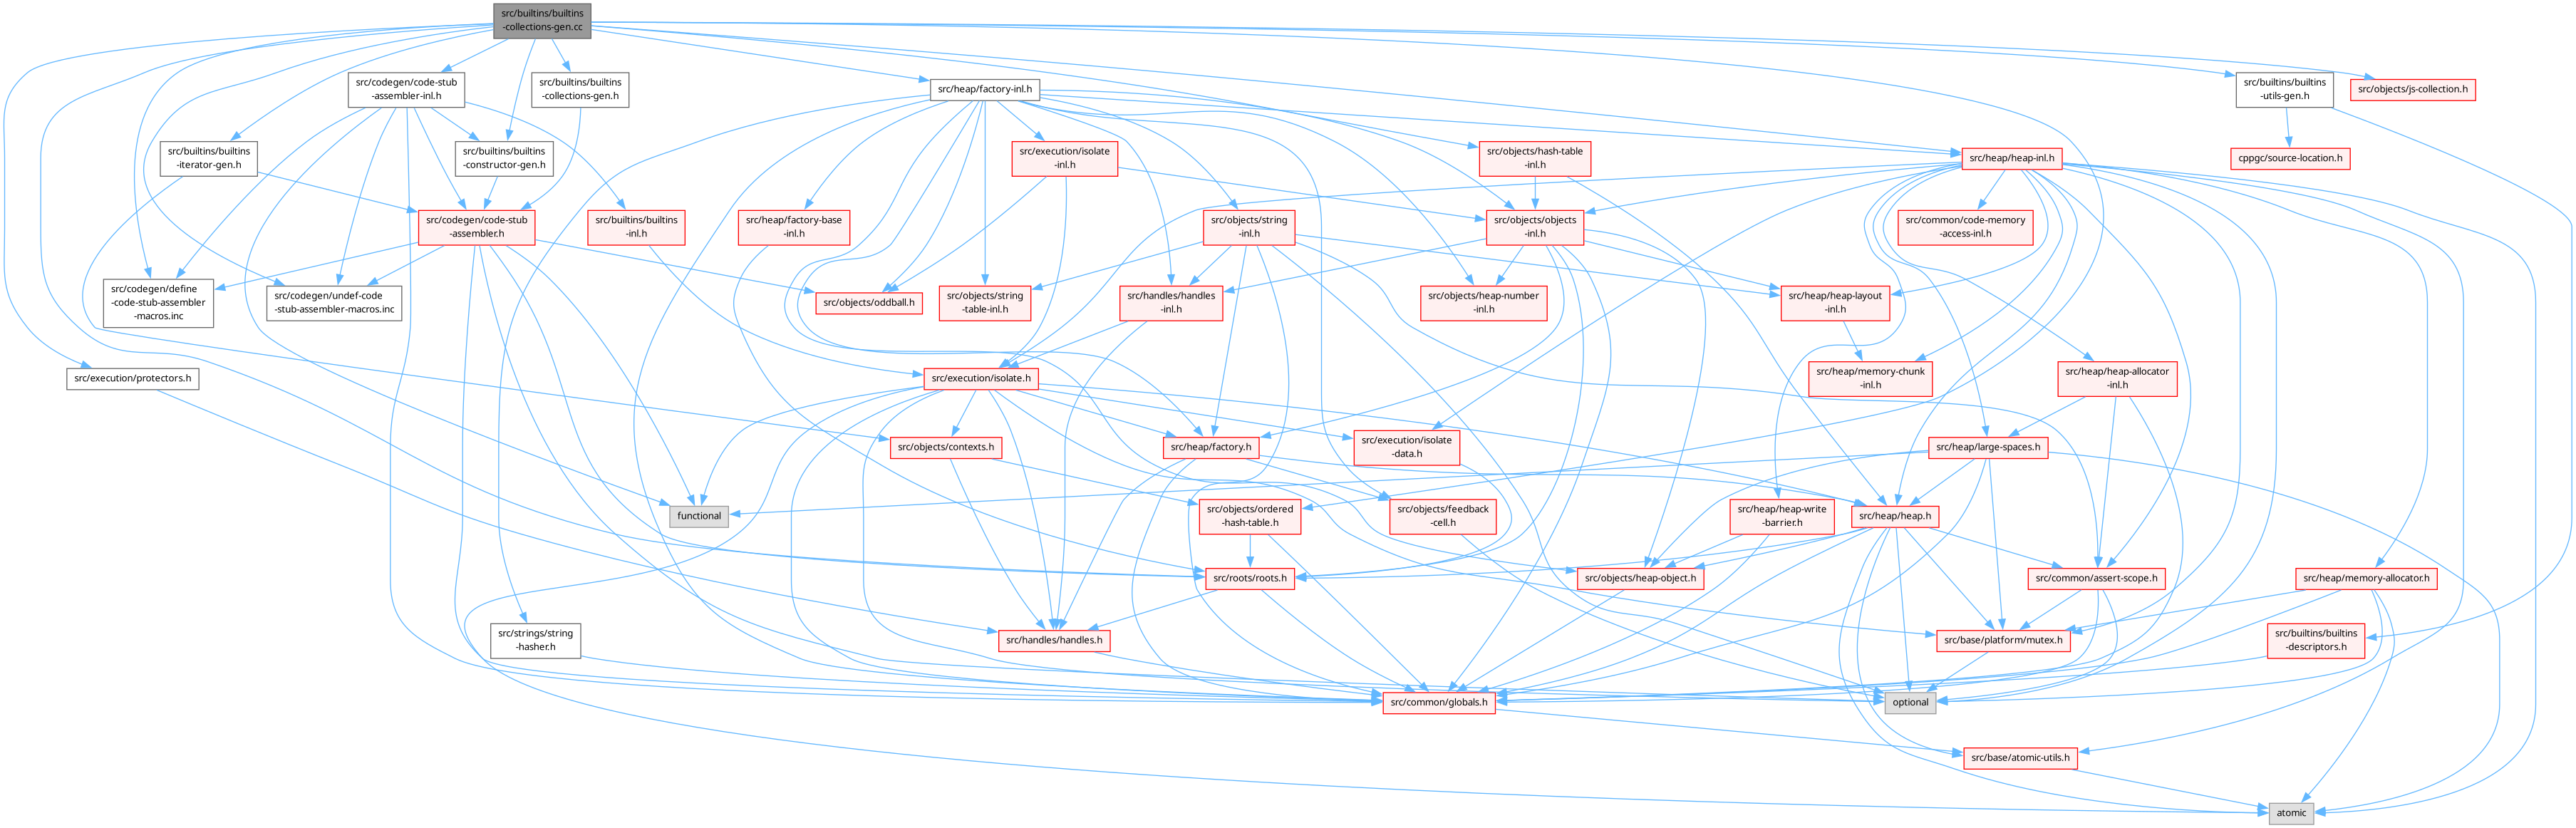 src/builtins/builtins
-collections-gen.cc
src/codegen/code-stub
-assembler-inl.h
src/builtins/builtins
-collections-gen.h
src/heap/factory-inl.h
src/builtins/builtins
-utils-gen.h
src/objects/js-collection.h
src/builtins/builtins
-iterator-gen.h
src/builtins/builtins
-constructor-gen.h
src/execution/isolate
-inl.h
src/objects/hash-table
-inl.h
src/heap/heap-inl.h
cppgc/source-location.h
src/codegen/code-stub
-assembler.h
src/builtins/builtins
-inl.h
src/heap/factory-base
-inl.h
src/objects/string
-inl.h
src/objects/objects
-inl.h
src/common/code-memory
-access-inl.h
src/codegen/define
-code-stub-assembler
-macros.inc
src/codegen/undef-code
-stub-assembler-macros.inc
src/objects/oddball.h
src/objects/string
-table-inl.h
src/handles/handles
-inl.h
src/objects/heap-number
-inl.h
src/heap/heap-layout
-inl.h
src/execution/protectors.h
src/execution/isolate.h
src/heap/memory-chunk
-inl.h
src/heap/heap-allocator
-inl.h
src/objects/contexts.h
src/heap/factory.h
src/execution/isolate
-data.h
src/heap/large-spaces.h
functional
src/objects/ordered
-hash-table.h
src/objects/feedback
-cell.h
src/heap/heap-write
-barrier.h
src/heap/heap.h
src/roots/roots.h
src/objects/heap-object.h
src/common/assert-scope.h
src/heap/memory-allocator.h
src/strings/string
-hasher.h
src/handles/handles.h
src/base/platform/mutex.h
src/builtins/builtins
-descriptors.h
src/common/globals.h
optional
src/base/atomic-utils.h
atomic